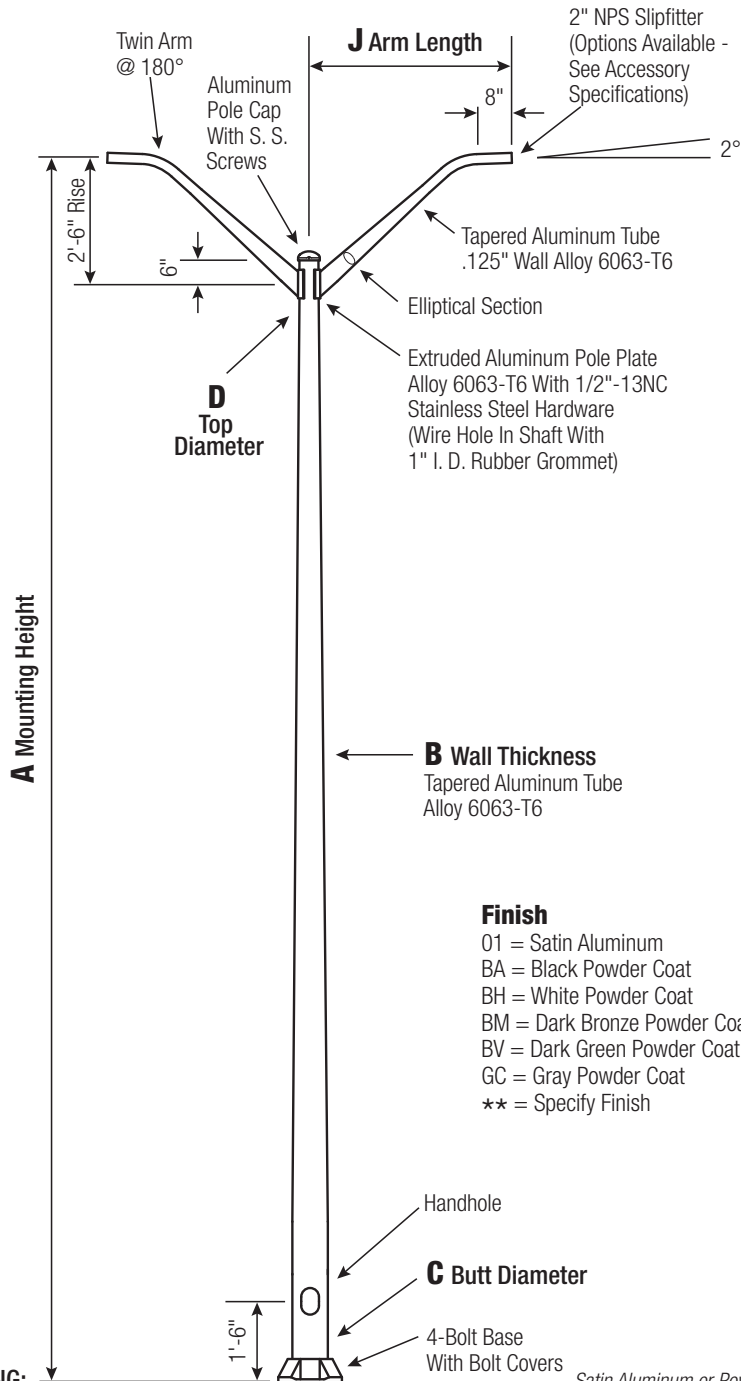 2" NPS Slipfitter
(Options Available -
See Accessory
Specifications)
Twin Arm
@ 180°
J Arm Length
Aluminum
Pole Cap
With S. S.
Screws
8"
2°
2'-6" Rise
6"
Tapered Aluminum Tube
.125" Wall Alloy 6063-T6
Elliptical Section
D
Top
Diameter
Extruded Aluminum Pole Plate
Alloy 6063-T6 With 1/2"-13NC
Stainless Steel Hardware
(Wire Hole In Shaft With
1" I. D. Rubber Grommet)
A Mounting Height
B Wall Thickness
Tapered Aluminum Tube
Alloy 6063-T6
Finish
01 = Satin Aluminum
BA = Black Powder Coat
BH = White Powder Coat
BM = Dark Bronze Powder Coa
BV = Dark Green Powder Coat
GC = Gray Powder Coat
** = Specify Finish
Handhole
C Butt Diameter
1'-6"
4-Bolt Base
With Bolt Covers